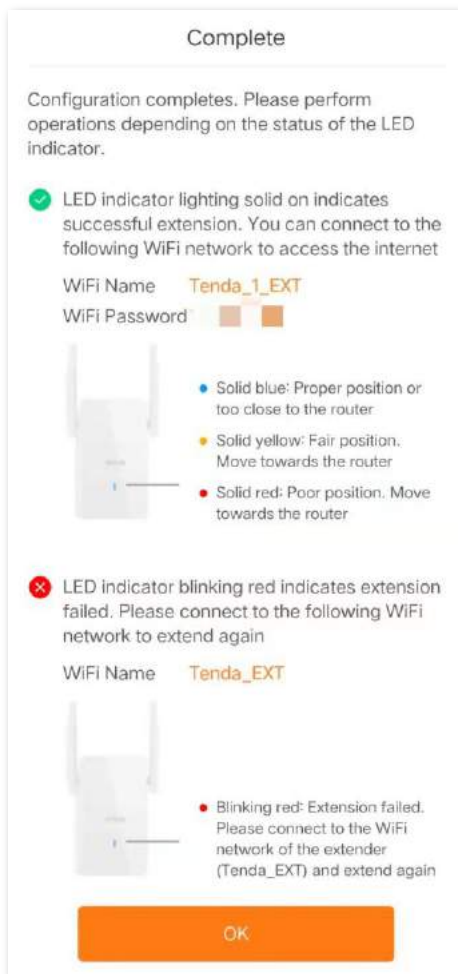 Complete
Configuration completes. Please perform
operations depending on the status of the LED
indicator.
LED indicator lighting solid on indicates
successful extension. You can connect to the
following WiFi network to access the internet
WiFi Name Tenda_1_EXT
WiFi Password
Solid blue: Proper position or
too close to the router
Solid yellow: Fair position.
Move towards the router
Solid red: Poor position. Move
towards the router
LED indicator blinking red indicates extension
failed. Please connect to the following WiFi
network to extend again
WiFi Name Tenda_EXT
Blinking red: Extension failed.
Please connect to the WiFi
network of the extender
(Tenda_EXT) and extend again
OK